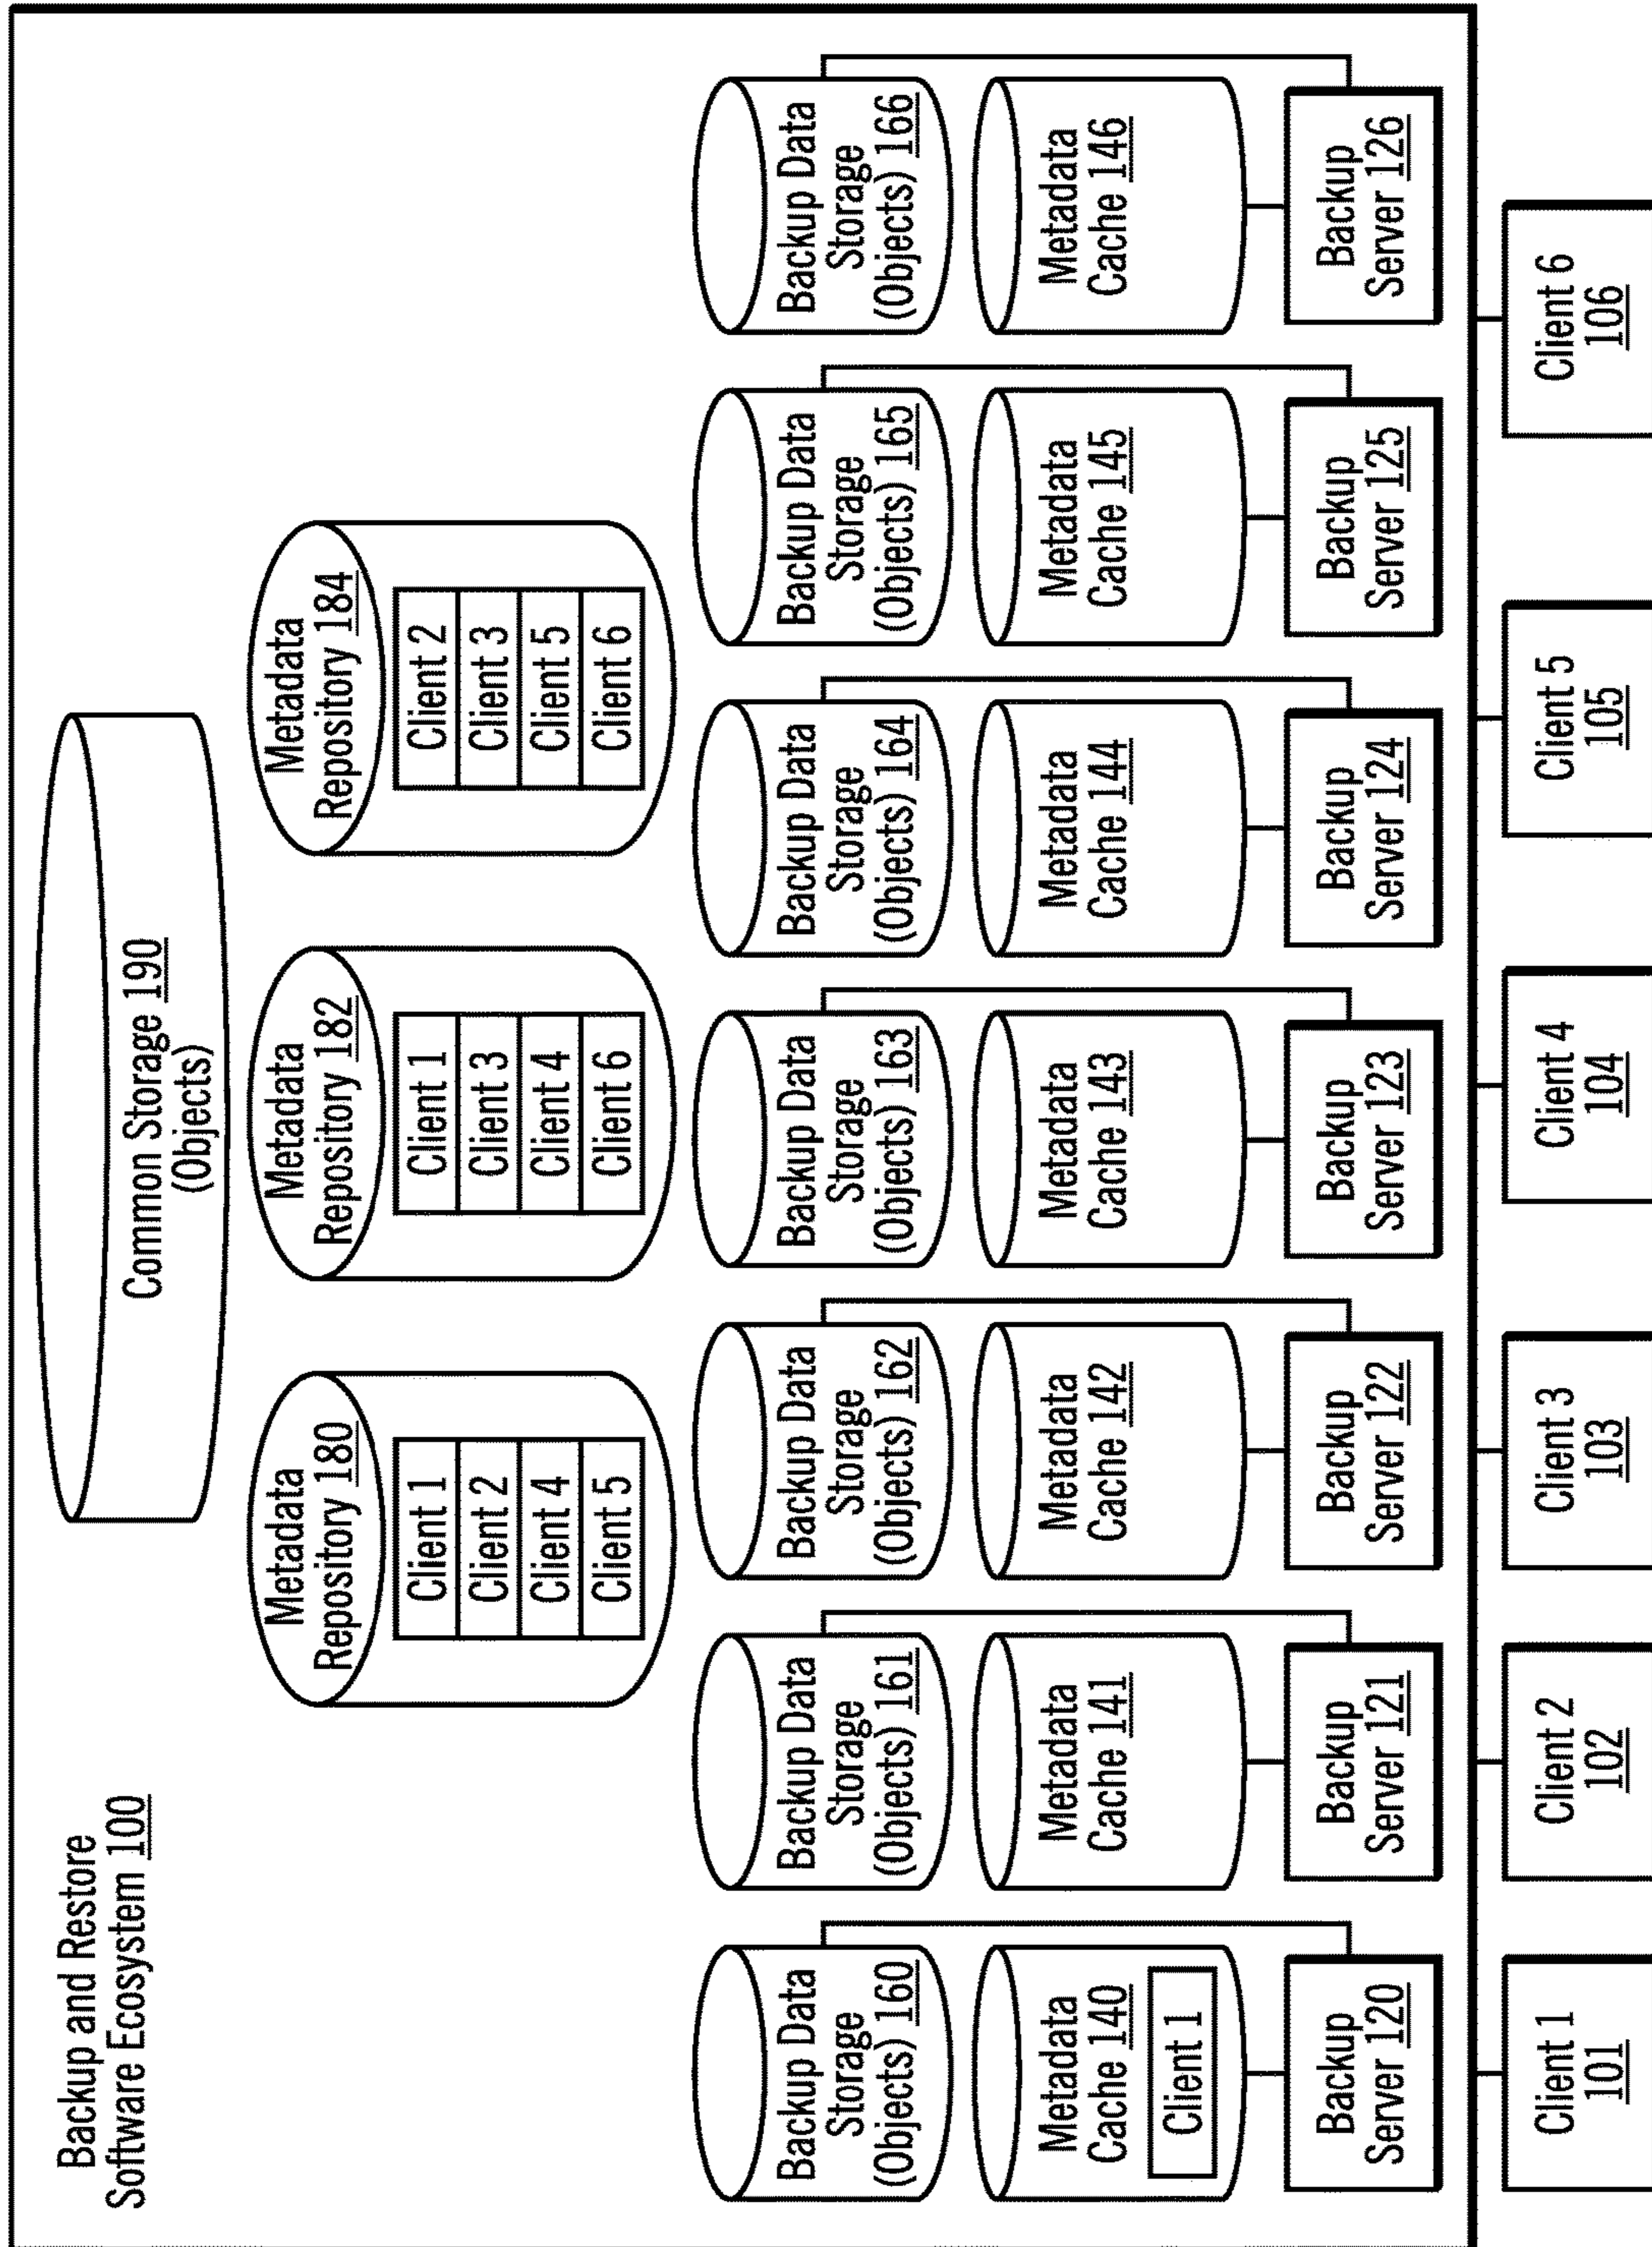 Backup and Restore
Software Ecosystem 100
Common Storage 190
(Objects)
Metadata
Repository 180
Client 1
Client 2
Client 4
Client 5
Metadata
Repository 182
Client 1
Client 3
Client 4
Client 6
Metadata
Repository 184
Client 2
Client 3
Client 5
Client 6
Backup Data
Storage
(Objects) 160
Backup Data
Storage
(Objects) 161
Backup Data
Storage
(Objects) 162
Backup Data
Storage
(Objects) 163
Backup Data
Storage
(Objects) 164
Backup Data
Storage
(Objects) 165
Backup Data
Storage
(Objects) 166
Metadata
Cache 140
Client 1
Metadata
Cache 141
Metadata
Cache 142
Metadata
Cache 143
Metadata
Cache 144
Metadata
Cache 145
Metadata
Cache 146
Backup
Server 120
Backup
Server 121
Backup
Server 122
Backup
Server 123
Backup
Server 124
Backup
Server 125
Backup
Server 126
Client 1
101
Client 2
102
Client 3
103
Client 4
104
Client 5
105
Client 6
106